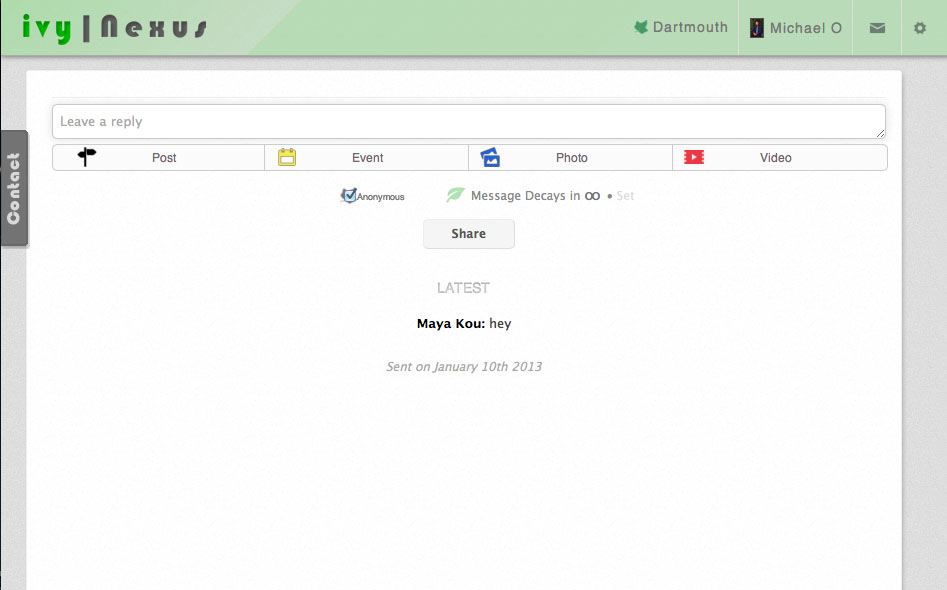 ivy|Nexus
Dartmouth
Michael O
Contact
Leave a reply
Post
Event
Photo
Video
Anonymous
Message Decays in ∞ • Set
Share
LATEST
Maya Kou: hey
Sent on January 10th 2013